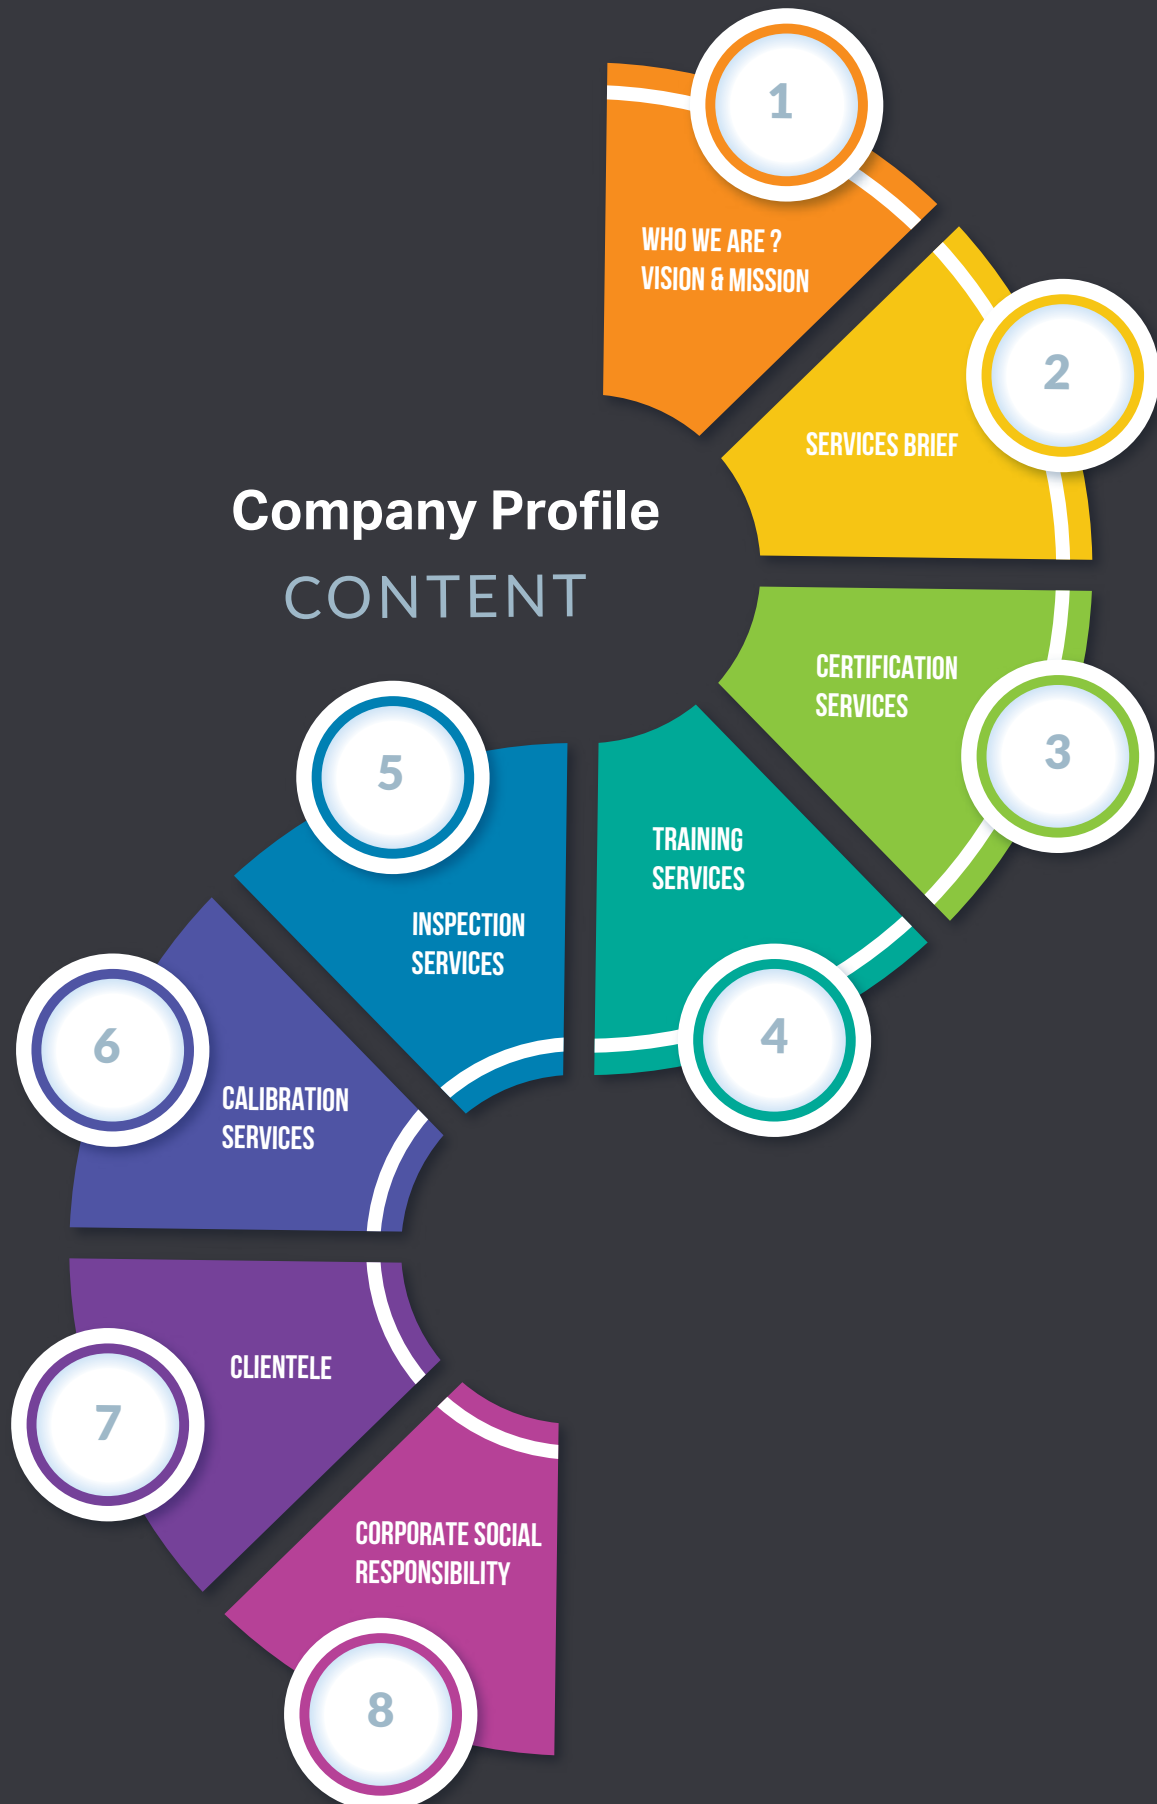 Company Profile
CONTENT
1
WHO WE ARE ?
VISION & MISSION
2
SERVICES BRIEF
3
CERTIFICATION
SERVICES
4
TRAINING
SERVICES
5
INSPECTION
SERVICES
6
CALIBRATION
SERVICES
7
CLIENTELE
8
CORPORATE SOCIAL
RESPONSIBILITY